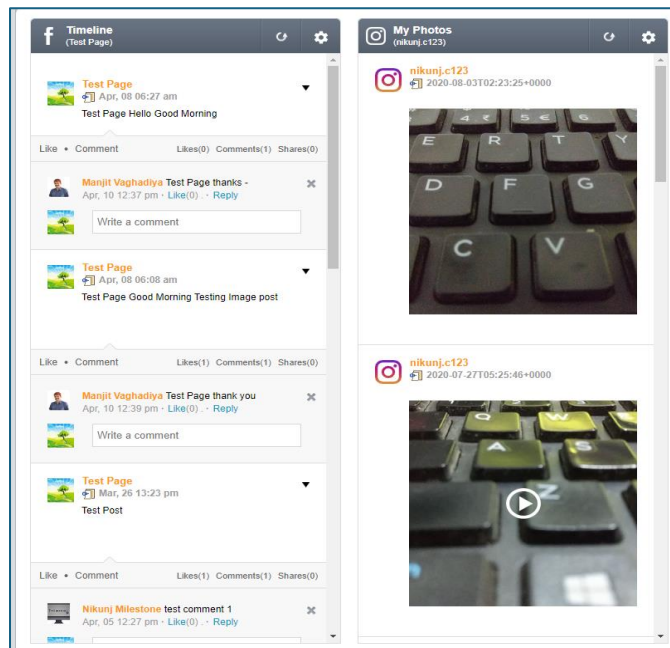 Timeline
(Test Page)
Test Page
Apr, 08 06:27 am
Test Page Hello Good Morning
Like • Comment Likes(0) Comments(1) Shares(0)
Manjit Vaghadiya Test Page thanks -
Apr, 10 12:37 pm · Like(0) . · Reply
Write a comment
Test Page
Apr, 08 06:08 am
Test Page Good Morning Testing Image post
Like • Comment Likes(1) Comments(1) Shares(0)
Manjit Vaghadiya Test Page thank you
Apr, 10 12:39 pm · Like(0) . · Reply
Write a comment
Test Page
Mar, 26 13:23 pm
Test Post
Like • Comment Likes(1) Comments(1) Shares(0)
Nikunj Milestone test comment 1
Apr, 05 12:27 pm · Like(0) . · Reply
My Photos
(nikunj.c123)
nikunj.c123
2020-08-03T02:23:25+0000
4 ₹ 5 € 6
E R T Y
D F G
C V
nikunj.c123
2020-07-27T05:25:46+0000
Q W
A S
Z